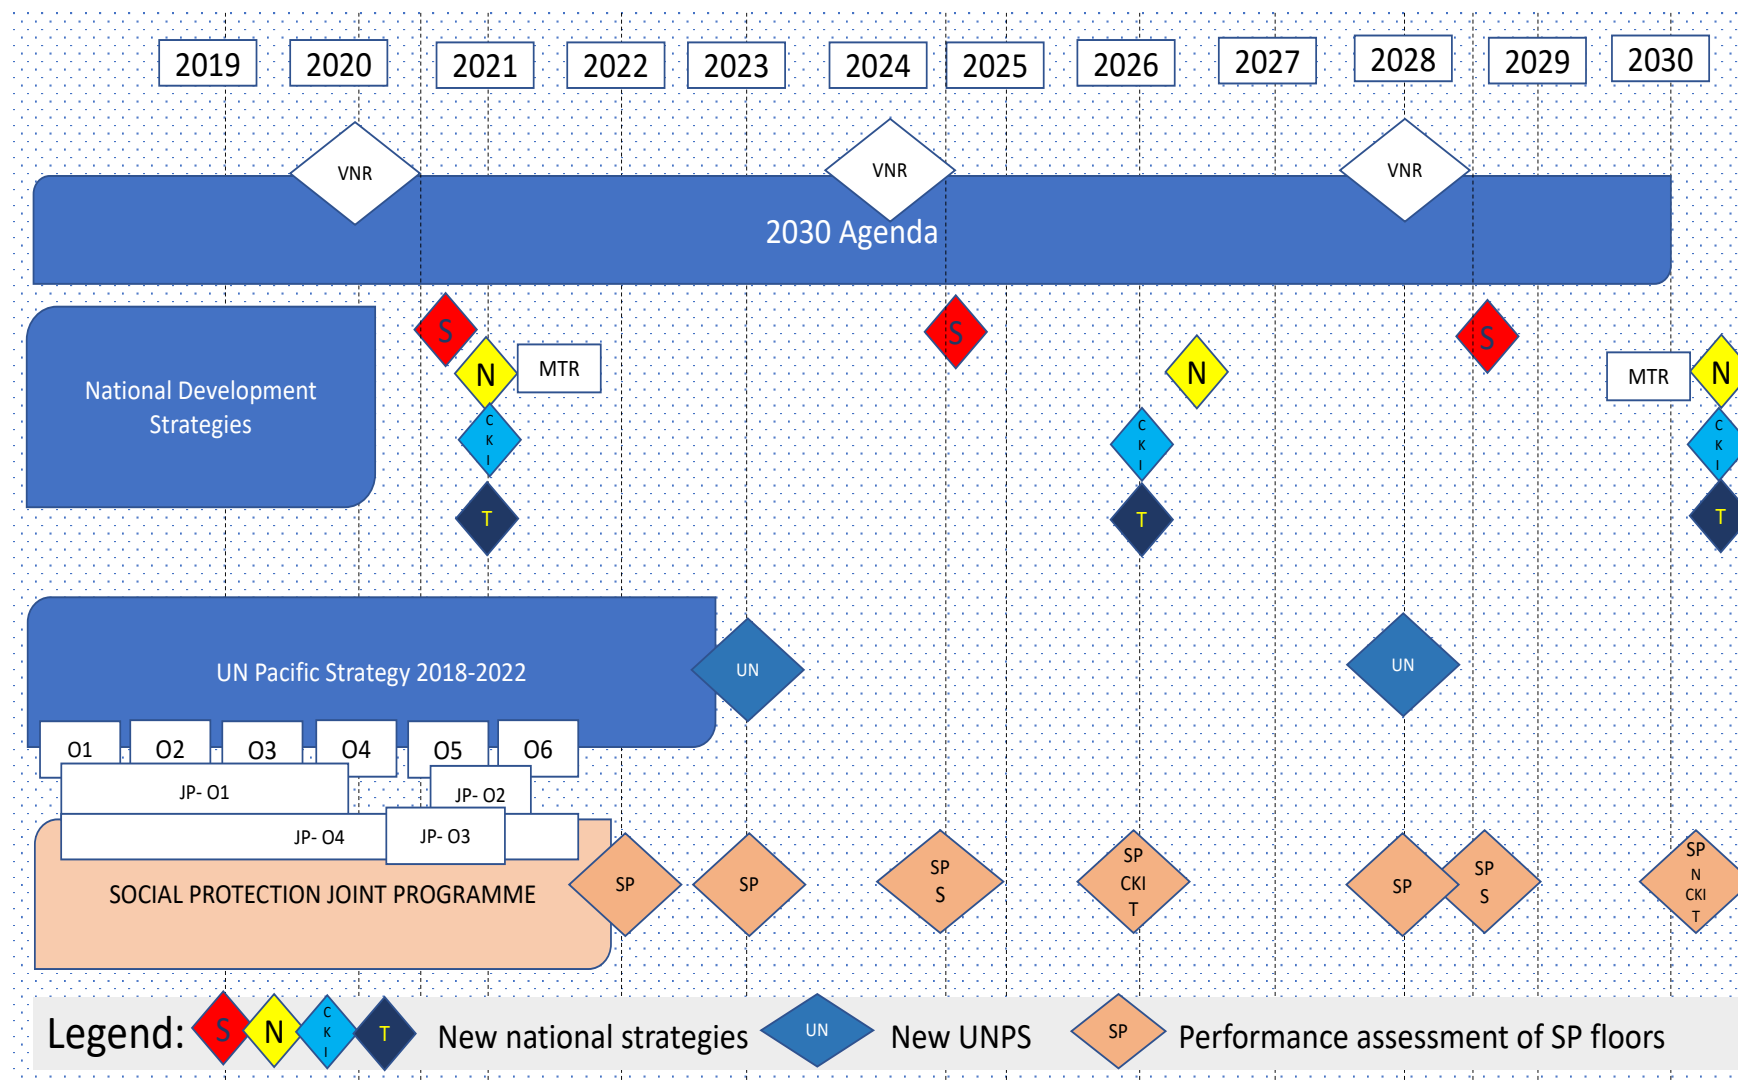 2019
2020
2021
2022
2023
2024
2025
2026
2027
2028
2029
2030
VNR
VNR
VNR
2030 Agenda
National Development
Strategies
S
N
MTR
C
K
I
T
S
N
C
K
I
T
S
MTR
N
C
K
I
T
UN Pacific Strategy 2018-2022
UN
UN
O1
O2
O3
O4
O5
O6
JP- O1
JP- O2
JP- O4
JP- O3
SOCIAL PROTECTION JOINT PROGRAMME
SP
SP
SP
S
SP
CKI
T
SP
SP
S
SP
N
CKI
T
Legend:
S
N
C
K
I
T
New national strategies
UN
New UNPS
SP
Performance assessment of SP floors